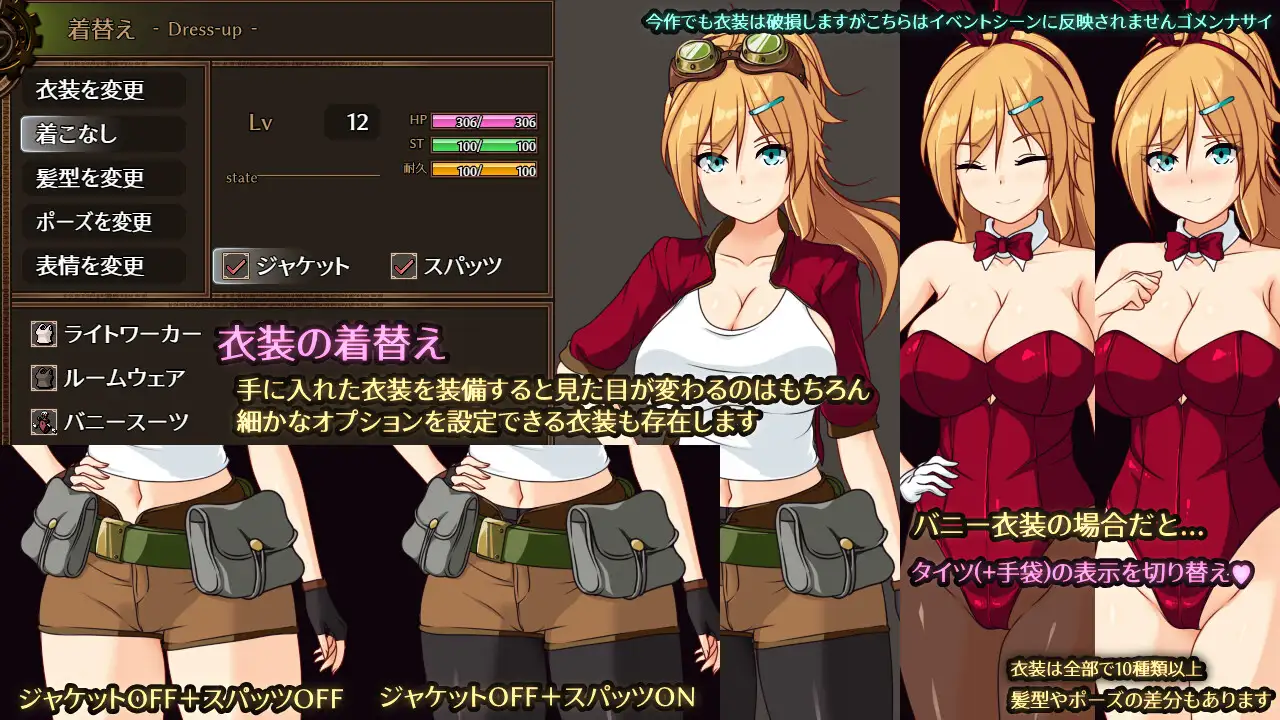 着替え - Dress-up -
今作でも衣装は破損しますがこちらはイベントシーンに反映されませんゴメンナサイ
衣装を変更
着こなし
髪型を変更
ポーズを変更
表情を変更
Lv 12
HP 306/ 306
ST 100/ 100
耐久 100/ 100
state
ジャケット スパッツ
ライトワーカー
ルームウェア
バニースーツ
衣装の着替え
手に入れた衣装を装備すると見た目が変わるのはもちろん
細かなオプションを設定できる衣装も存在します
バニー衣装の場合だと...
タイツ(+手袋)の表示を切り替え♥
ジャケットOFF+スパッツOFF
ジャケットOFF+スパッツON
衣装は全部で10種類以上
髪型やポーズの差分もあります